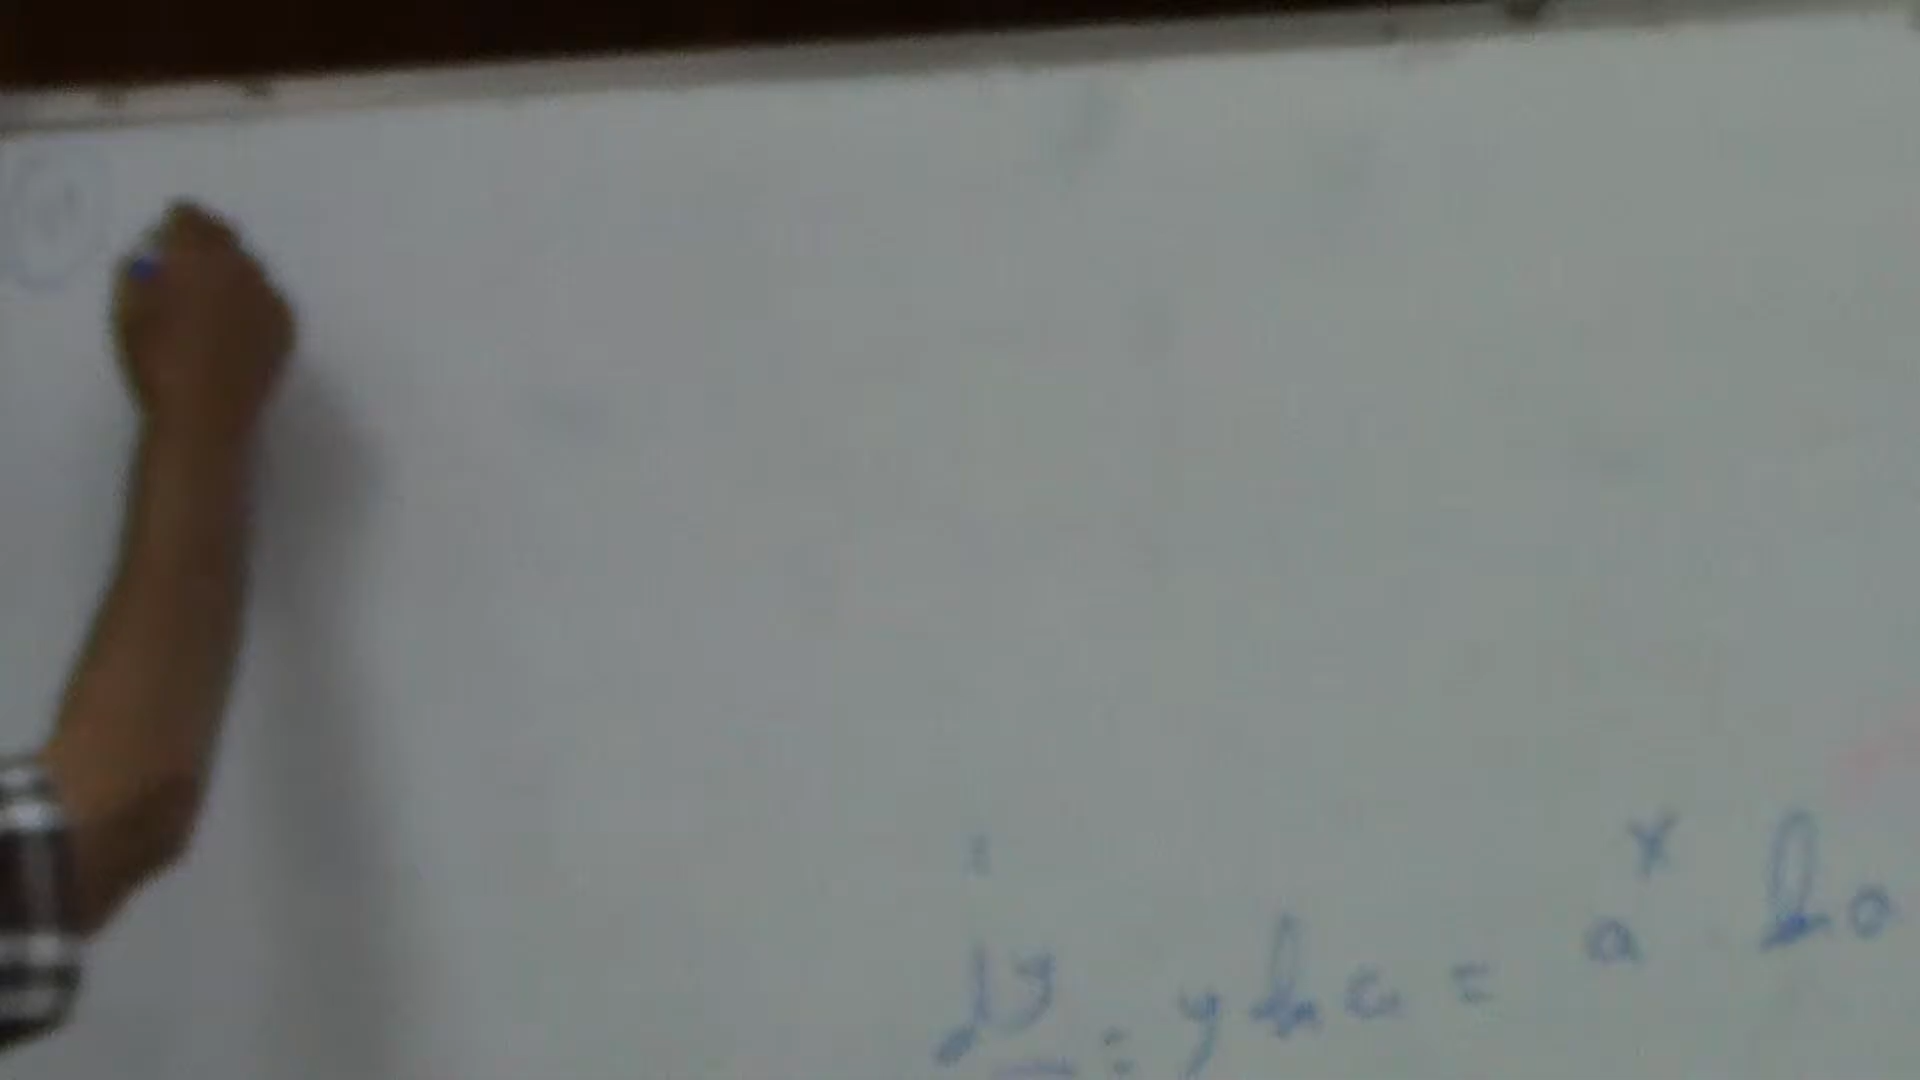 dy = y ln a = a^x ln a